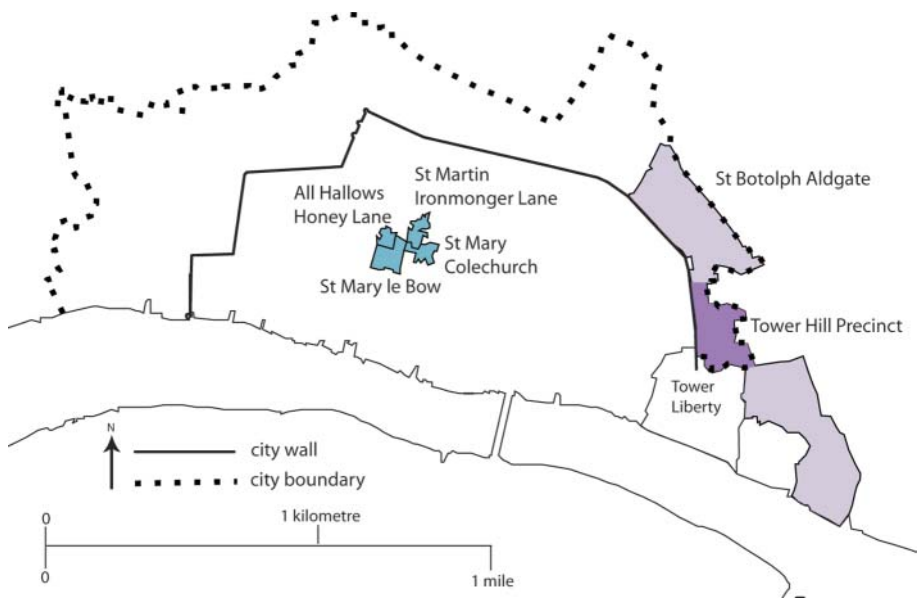 St Martin
Ironmonger Lane
All Hallows
Honey Lane
St Mary
Colechurch
St Mary le Bow
St Botolph Aldgate
Tower Hill Precinct
Tower
Liberty
N
city wall
city boundary
0
1 kilometre
0
1 mile